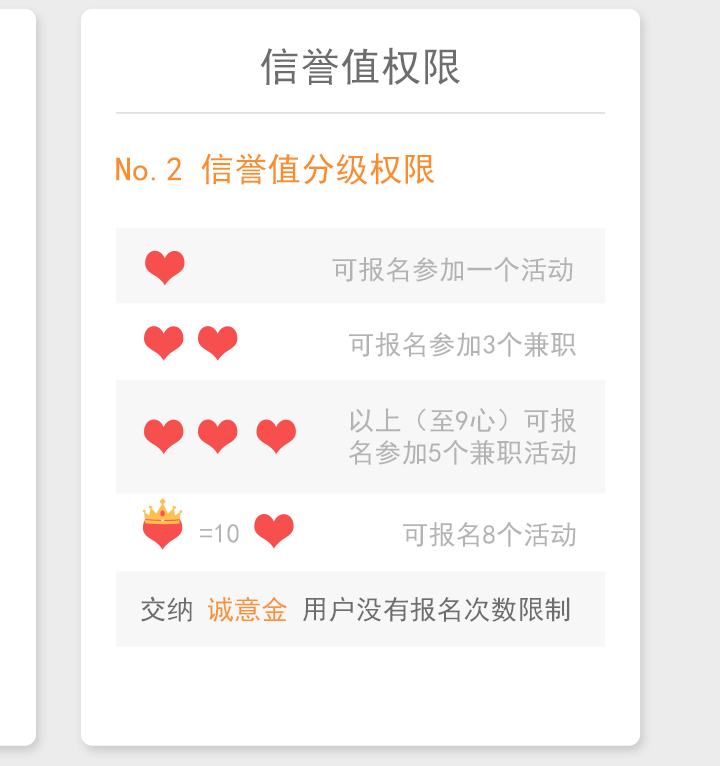 信誉值权限
No.2 信誉值分级权限
可报名参加一个活动
可报名参加3个兼职
以上（至9心）可报
名参加5个兼职活动
=10 可报名8个活动
交纳 诚意金 用户没有报名次数限制